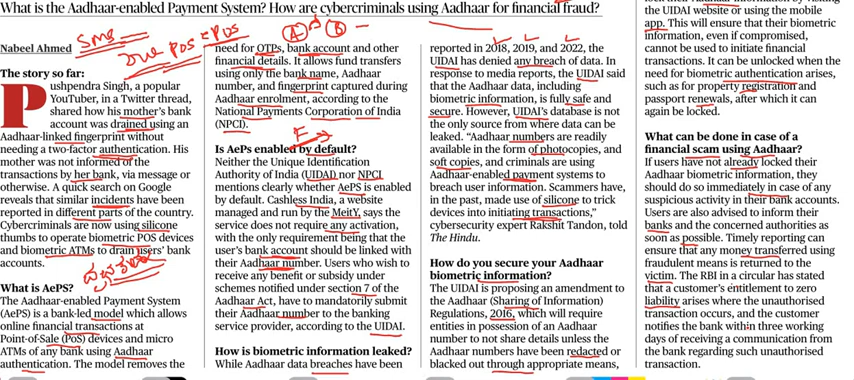 What is the Aadhaar-enabled Payment System? How are cybercriminals using Aadhaar for financial fraud?
Nabeel Ahmed
SMS
PoS ePoS
A B
The story so far:
Pushpendra Singh, a popular
YouTuber, in a Twitter thread,
shared how his mother's bank
account was drained using an
Aadhaar-linked fingerprint without
needing a two-factor authentication. His
mother was not informed of the
transactions by her bank, via message or
otherwise. A quick search on Google
reveals that similar incidents have been
reported in different parts of the country.
Cybercriminals are now using silicone
thumbs to operate biometric POS devices
and biometric ATMs to drain users' bank
accounts.
What is AePS?
The Aadhaar-enabled Payment System
(AePS) is a bank-led model which allows
online financial transactions at
Point-of-Sale (PoS) devices and micro
ATMs of any bank using Aadhaar
authentication. The model removes the
need for OTPs, bank account and other
financial details. It allows fund transfers
using only the bank name, Aadhaar
number, and fingerprint captured during
Aadhaar enrolment, according to the
National Payments Corporation of India
(NPCI).
Is AePS enabled by default?
Neither the Unique Identification
Authority of India (UIDAI) nor NPCI
mentions clearly whether AePS is enabled
by default. Cashless India, a website
managed and run by the MeitY, says the
service does not require any activation,
with the only requirement being that the
user's bank account should be linked with
their Aadhaar number. Users who wish to
receive any benefit or subsidy under
schemes notified under section 7 of the
Aadhaar Act, have to mandatorily submit
their Aadhaar number to the banking
service provider, according to the UIDAI.
How is biometric information leaked?
While Aadhaar data breaches have been
reported in 2018, 2019, and 2022, the
UIDAI has denied any breach of data. In
response to media reports, the UIDAI said
that the Aadhaar data, including
biometric information, is fully safe and
secure. However, UIDAI's database is not
the only source from where data can be
leaked. "Aadhaar numbers are readily
available in the form of photocopies, and
soft copies, and criminals are using
Aadhaar-enabled payment systems to
breach user information. Scammers have,
in the past, made use of silicone to trick
devices into initiating transactions,"
cybersecurity expert Rakshit Tandon, told
The Hindu.
How do you secure your Aadhaar
biometric information?
The UIDAI is proposing an amendment to
the Aadhaar (Sharing of Information)
Regulations, 2016, which will require
entities in possession of an Aadhaar
number to not share details unless the
Aadhaar numbers have been redacted or
blacked out through appropriate means,
the UIDAI website or using the mobile
app. This will ensure that their biometric
information, even if compromised,
cannot be used to initiate financial
transactions. It can be unlocked when the
need for biometric authentication arises,
such as for property registration and
passport renewals, after which it can
again be locked.
What can be done in case of a
financial scam using Aadhaar?
If users have not already locked their
Aadhaar biometric information, they
should do so immediately in case of any
suspicious activity in their bank accounts.
Users are also advised to inform their
banks and the concerned authorities as
soon as possible. Timely reporting can
ensure that any money transferred using
fraudulent means is returned to the
victim. The RBI in a circular has stated
that a customer's entitlement to zero
liability arises where the unauthorised
transaction occurs, and the customer
notifies the bank within three working
days of receiving a communication from
the bank regarding such unauthorised
transaction.